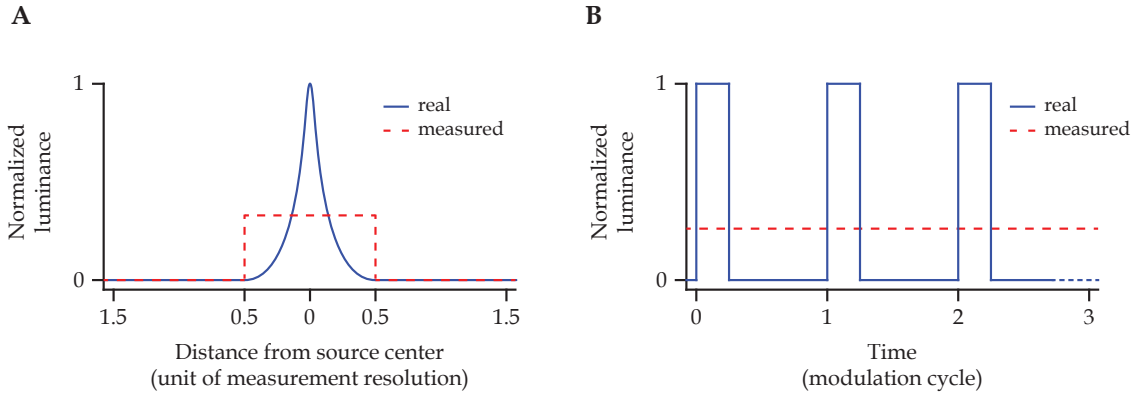 A
1
0
Normalized
luminance
real
measured
1.5
0.5
0
0.5
1.5
Distance from source center
(unit of measurement resolution)
B
1
0
Normalized
luminance
real
measured
0
1
2
3
Time
(modulation cycle)